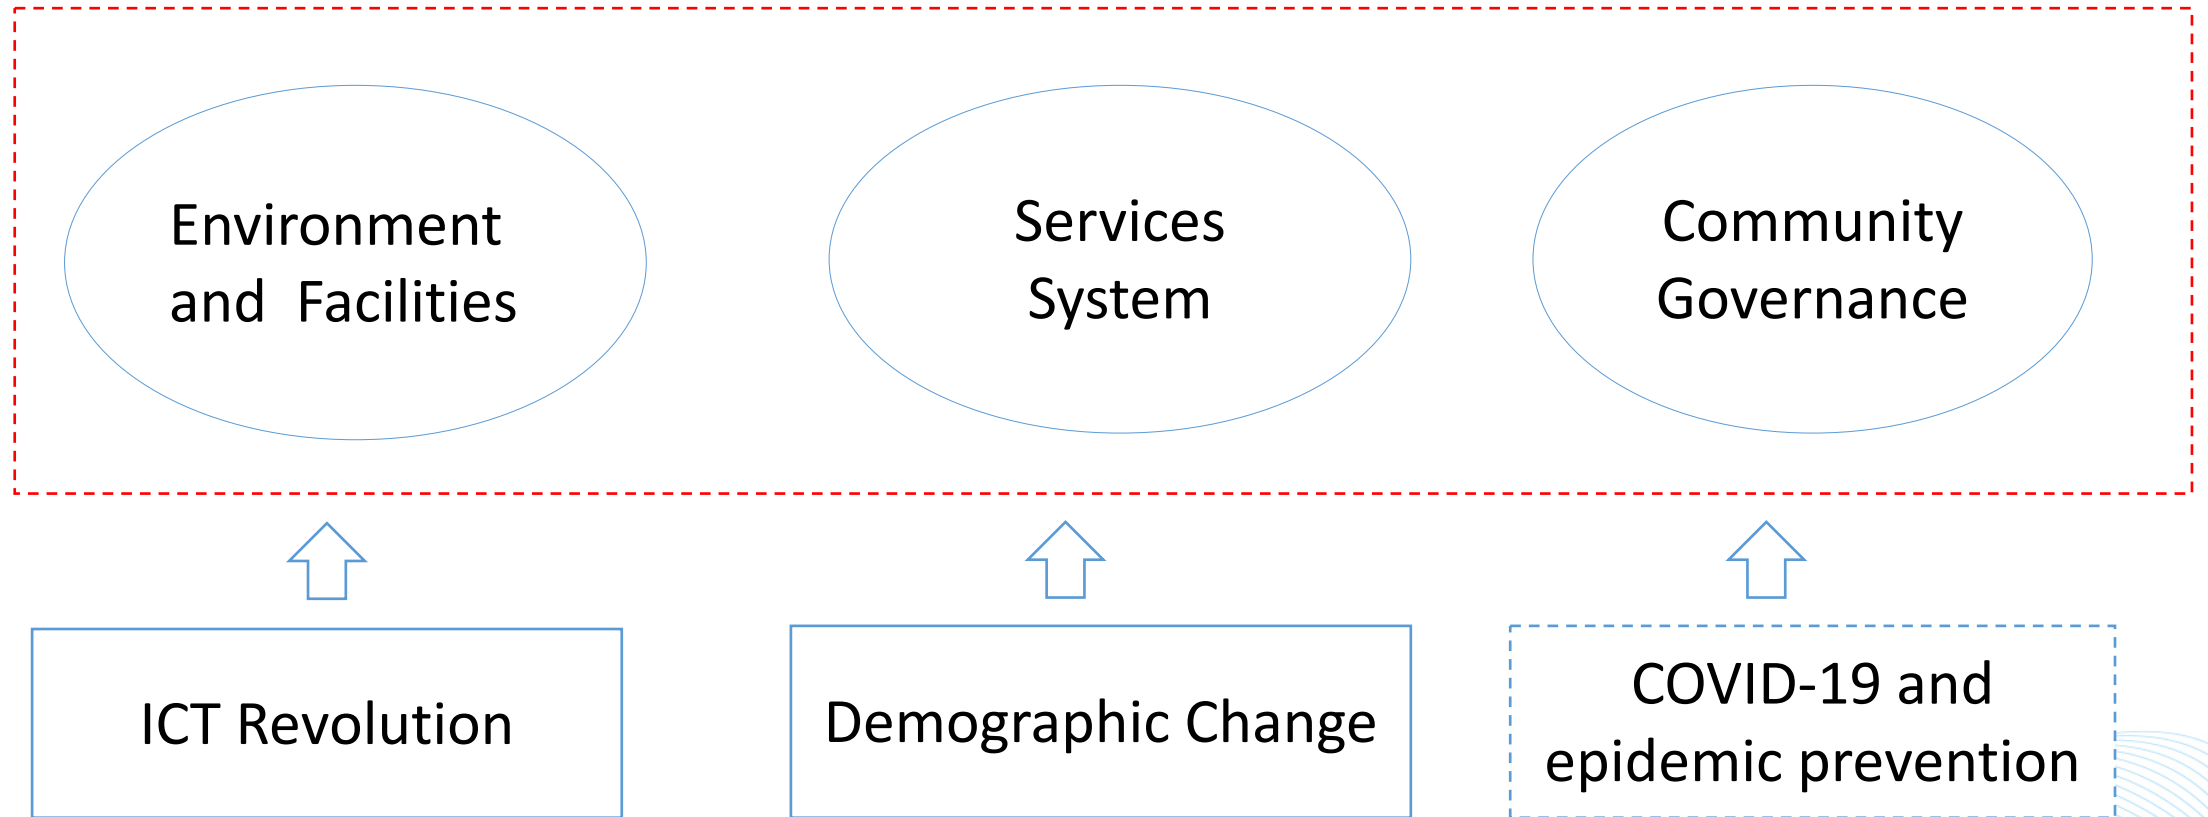 Environment
and Facilities
Services
System
Community
Governance
ICT Revolution
Demographic Change
COVID-19 and
epidemic prevention